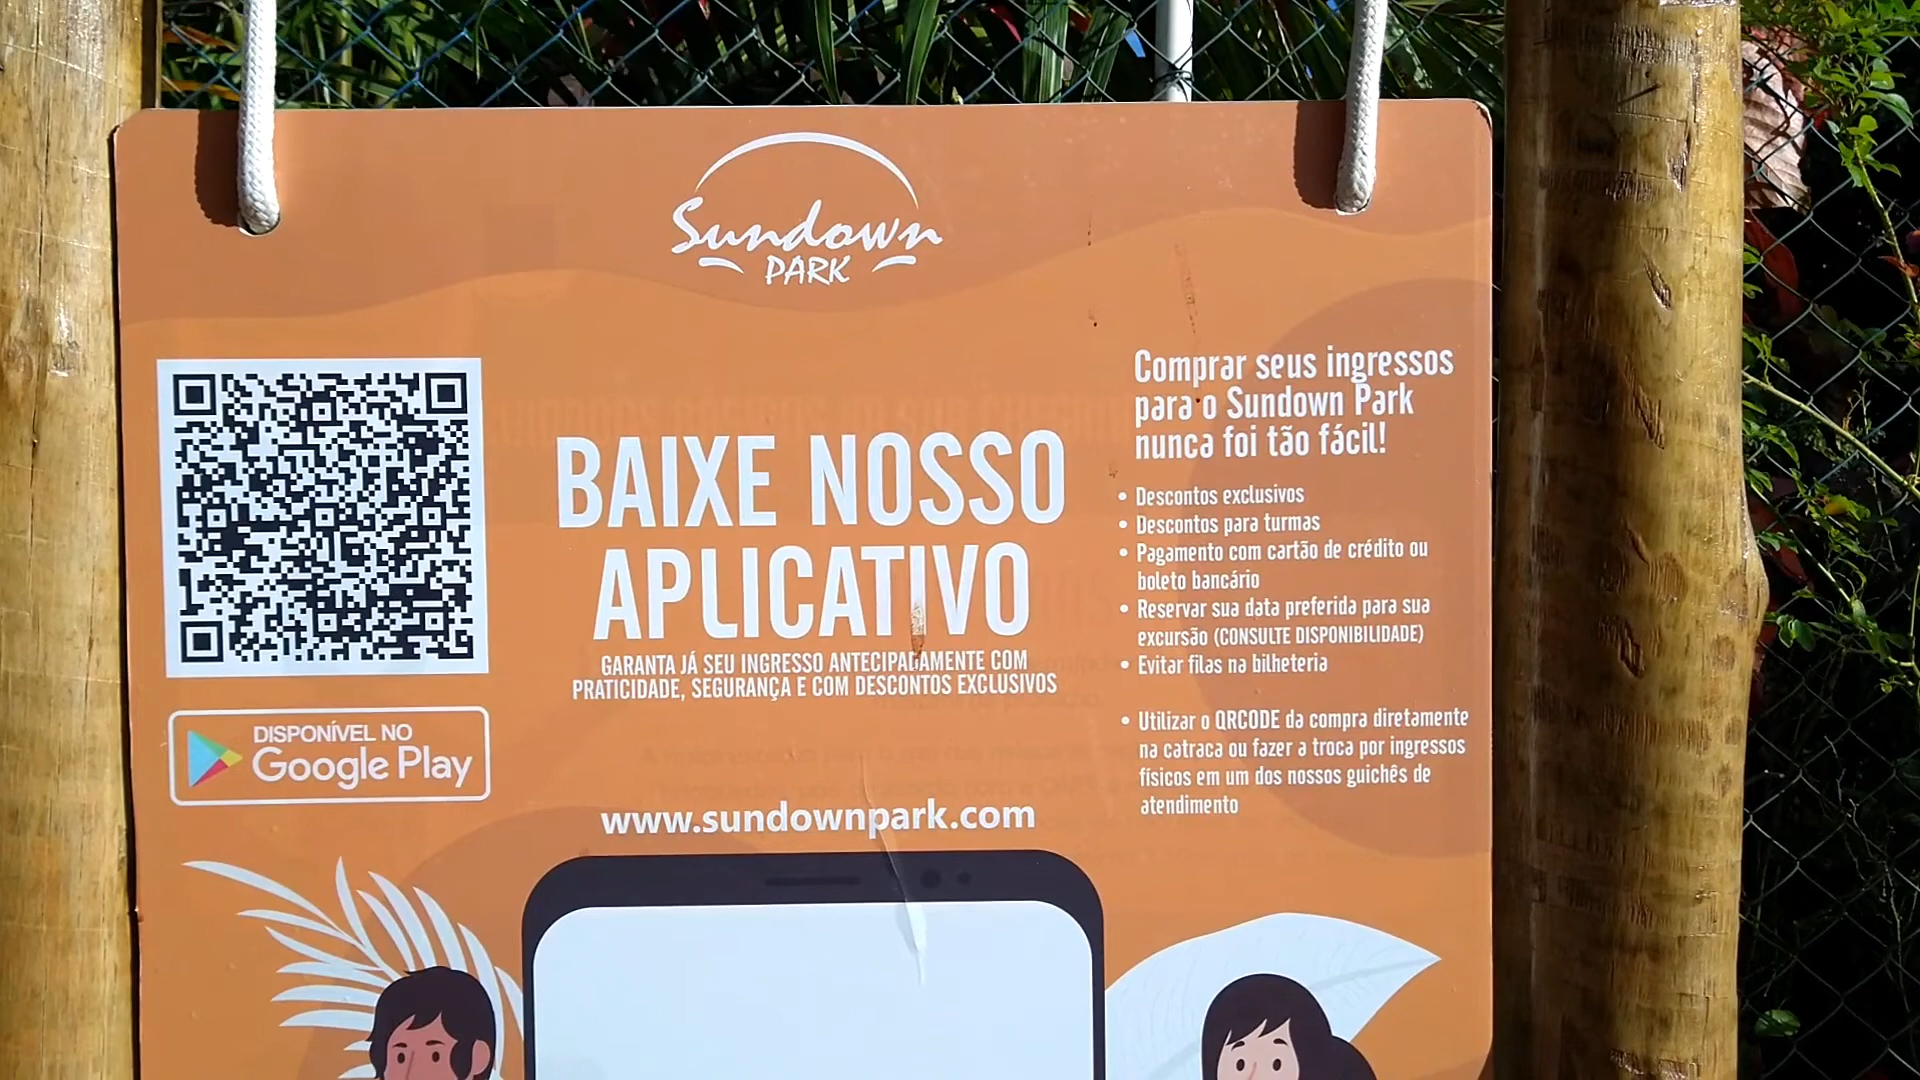 Sundown
PARK
BAIXE NOSSO
APLICATIVO
GARANTA JÁ SEU INGRESSO ANTECIPADAMENTE COM
PRATICIDADE, SEGURANÇA E COM DESCONTOS EXCLUSIVOS
www.sundownpark.com
DISPONÍVEL NO
Google Play
Comprar seus ingressos
para o Sundown Park
nunca foi tão fácil!
• Descontos exclusivos
• Descontos para turmas
• Pagamento com cartão de crédito ou
boleto bancário
• Reservar sua data preferida para sua
excursão (CONSULTE DISPONIBILIDADE)
• Evitar filas na bilheteria
• Utilizar o QRCODE da compra diretamente
na catraca ou fazer a troca por ingressos
físicos em um dos nossos guichês de
atendimento